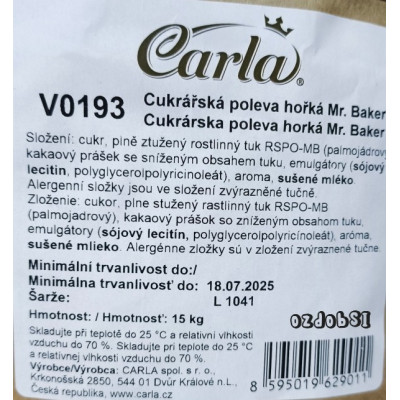 Carla®
V0193 Cukrářská poleva hořká Mr. Baker
Cukrárska poleva horká Mr. Baker
Složení: cukr, plně ztužený rostlinný tuk RSPO-MB (palmojádrový
kakaový prášek se sníženým obsahem tuku, emulgátory (sójový
lecitin, polyglycerolpolyricinoleát), aroma, sušené mléko.
Alergenní složky jsou ve složení zvýrazněné tučně.
Zloženie: cukor, plne stužený rastlinný tuk RSPO-MB
(palmojadrový), kakaový prášok so zníženým obsahom tuku,
emulgátory (sójový lecitín, polyglycerolpolyricinoleát), aróma,
sušené mlieko. Alergénne zložky sú v zložení zvýraznené tučne.
Minimální trvanlivost do:/
Minimálna trvanlivosť do: 18.07.2025
Šarže: L 1041
Hmotnost: / Hmotnosť: 15 kg
Skladujte při teplotě do 25 °C a relativní vlhkosti
vzduchu do 70 %. Skladujte pri teplote do 25 °C
a relatívnej vlhkosti vzduchu do 70 %.
Výrobce/Výrobca: CARLA spol. s r. o.,
Krkonošská 2850, 544 01 Dvůr Králové n L.,
Česká republika, www.carla.cz
ozdobSI
8 595019 629011